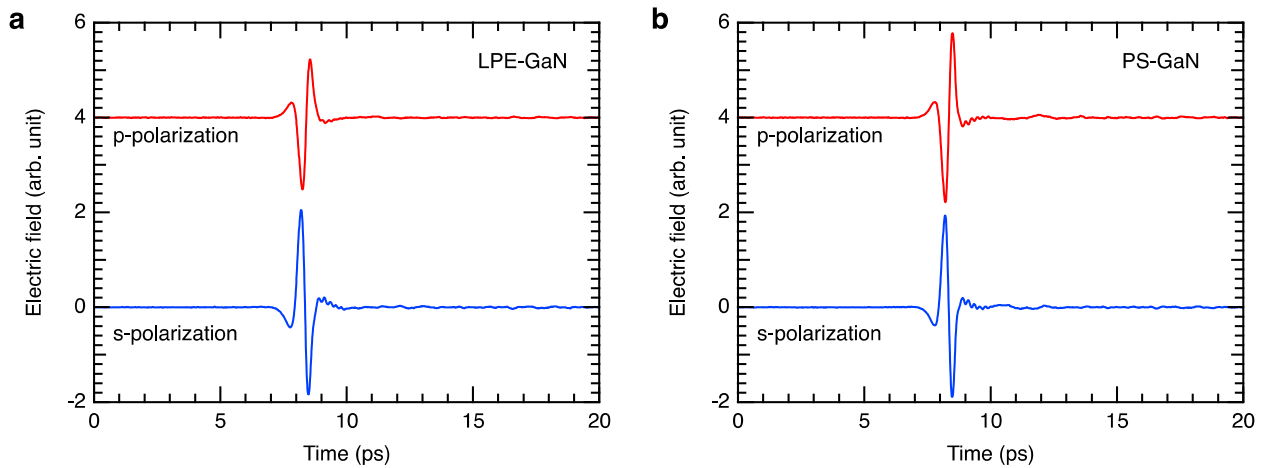 a
6
4
2
0
-2
Electric field (arb. unit)
LPE-GaN
p-polarization
s-polarization
0
5
10
15
20
Time (ps)
b
6
4
2
0
-2
Electric field (arb. unit)
PS-GaN
p-polarization
s-polarization
0
5
10
15
20
Time (ps)